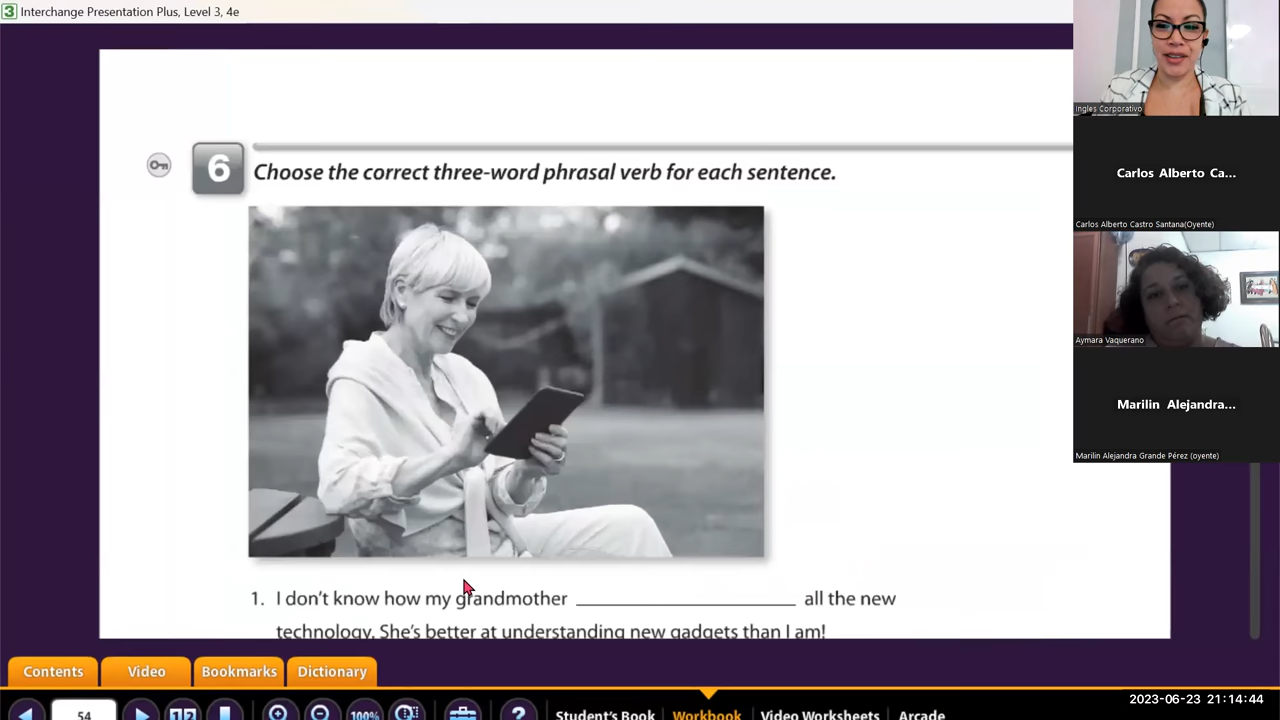 Interchange Presentation Plus, Level 3, 4e
6 Choose the correct three-word phrasal verb for each sentence.
1. I don't know how my grandmother ____________________ all the new
technology. She's better at understanding new gadgets than I am!
Ingles Corporativo
Carlos Alberto Ca...
Carlos Alberto Castro Santana(Oyente)
Aymara Vaquerano
Marilin Alejandra...
Marilin Alejandra Grande Pérez (oyente)
Contents
Video
Bookmarks
Dictionary
2023-06-23 21:14:44
54
100%
Student's Book
Workbook
Video Worksheets
Arcade